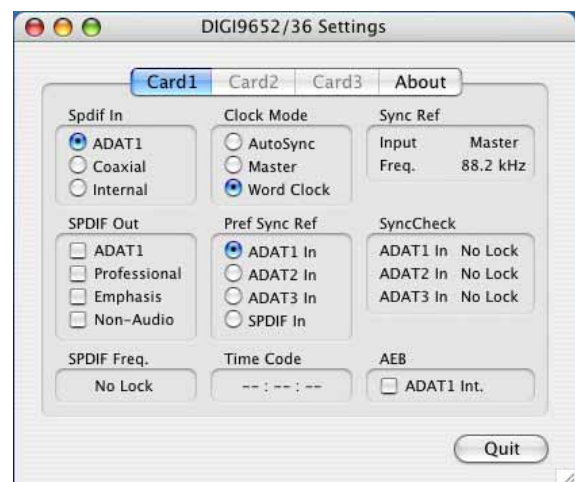 DIGI9652/36 Settings
Card1 Card2 Card3 About
Spdif In
ADAT1
Coaxial
Internal
Clock Mode
AutoSync
Master
Word Clock
Sync Ref
Input Master
Freq. 88.2 kHz
SPDIF Out
ADAT1
Professional
Emphasis
Non-Audio
Pref Sync Ref
ADAT1 In
ADAT2 In
ADAT3 In
SPDIF In
SyncCheck
ADAT1 In No Lock
ADAT2 In No Lock
ADAT3 In No Lock
SPDIF Freq.
No Lock
Time Code
-- : -- : --
AEB
ADAT1 Int.
Quit